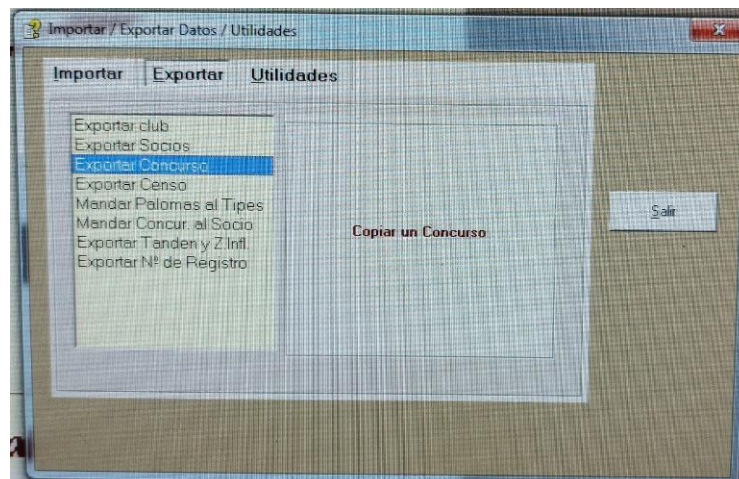 Importar / Exportar Datos / Utilidades
Importar Exportar Utilidades
Exportar club
Exportar Socios
Exportar Concurso
Exportar Censo
Mandar Palomas al Tipes
Mandar Concur. al Socio
Exportar Tanden y Z.Infl.
Exportar Nº de Registro
Copiar un Concurso
Salir
a